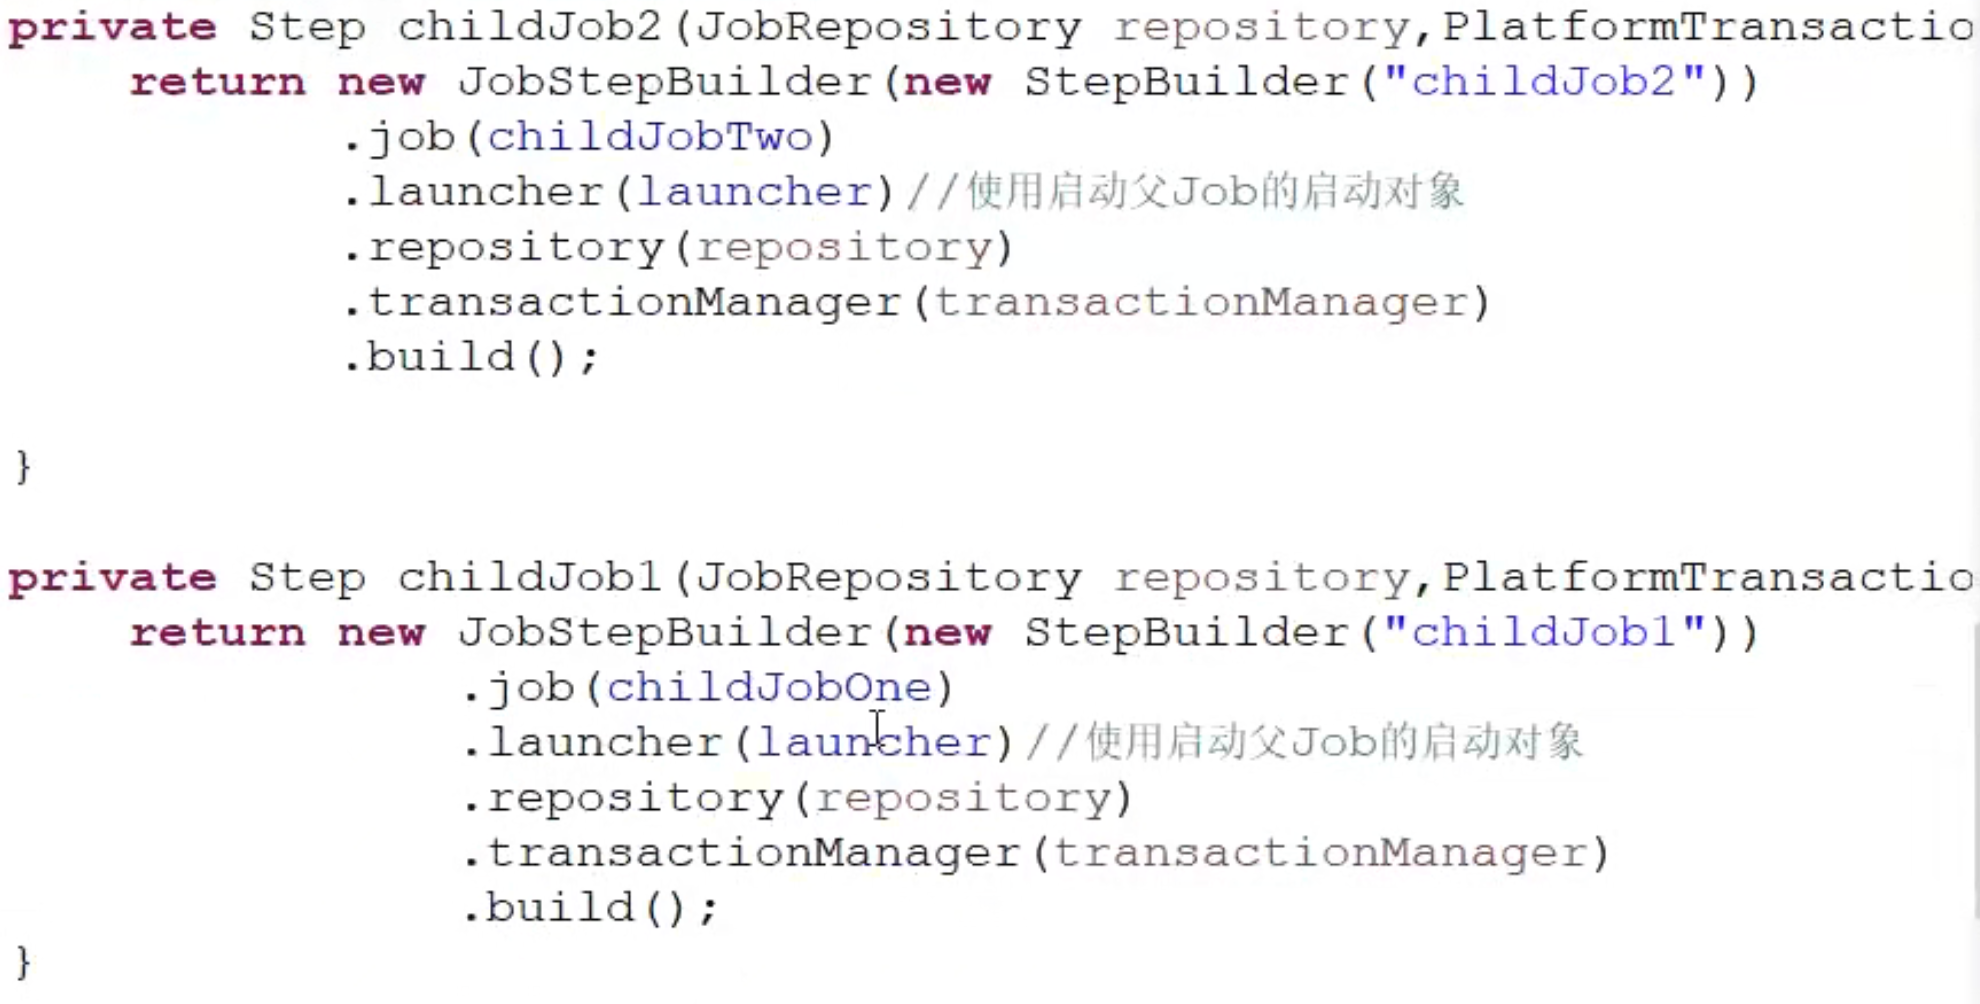 private Step childJob2(JobRepository repository,PlatformTransactio
return new JobStepBuilder(new StepBuilder("childJob2"))
.job(childJobTwo)
.launcher(launcher)//使用启动父Job的启动对象
.repository(repository)
.transactionManager(transactionManager)
.build();
}
private Step childJob1(JobRepository repository,PlatformTransactio
return new JobStepBuilder(new StepBuilder("childJob1"))
.job(childJobOne)
.launcher(launcher)//使用启动父Job的启动对象
.repository(repository)
.transactionManager(transactionManager)
.build();
}